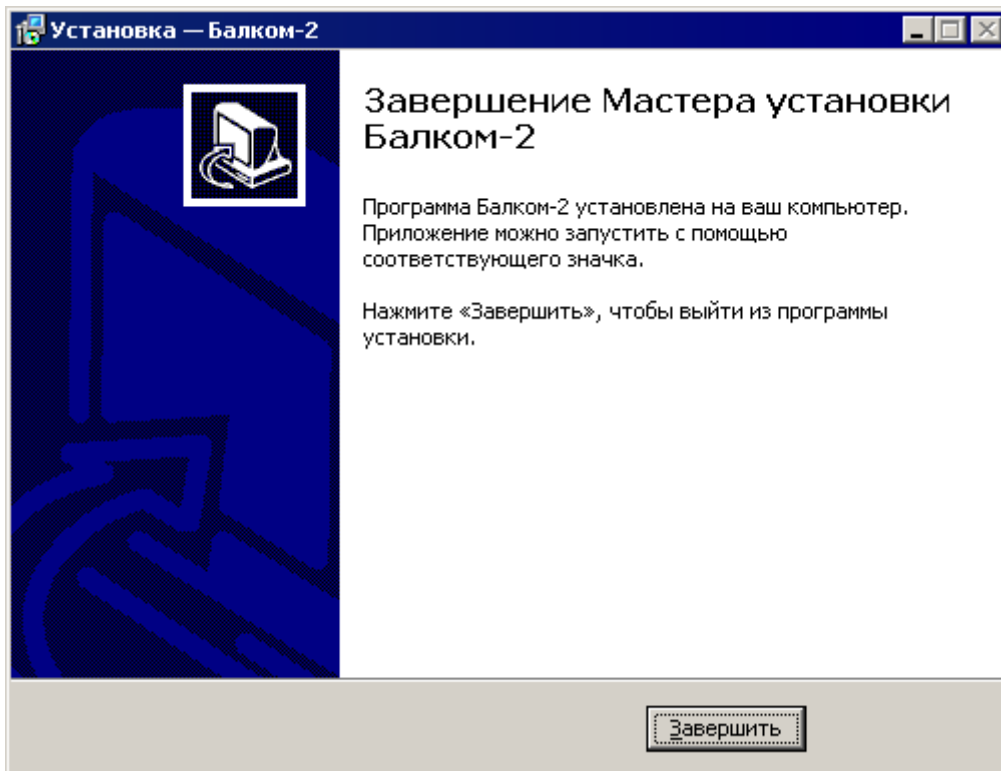 Установка — Балком-2
Завершение Мастера установки
Балком-2
Программа Балком-2 установлена на ваш компьютер.
Приложение можно запустить с помощью
соответствующего значка.
Нажмите «Завершить», чтобы выйти из программы
установки.
Завершить